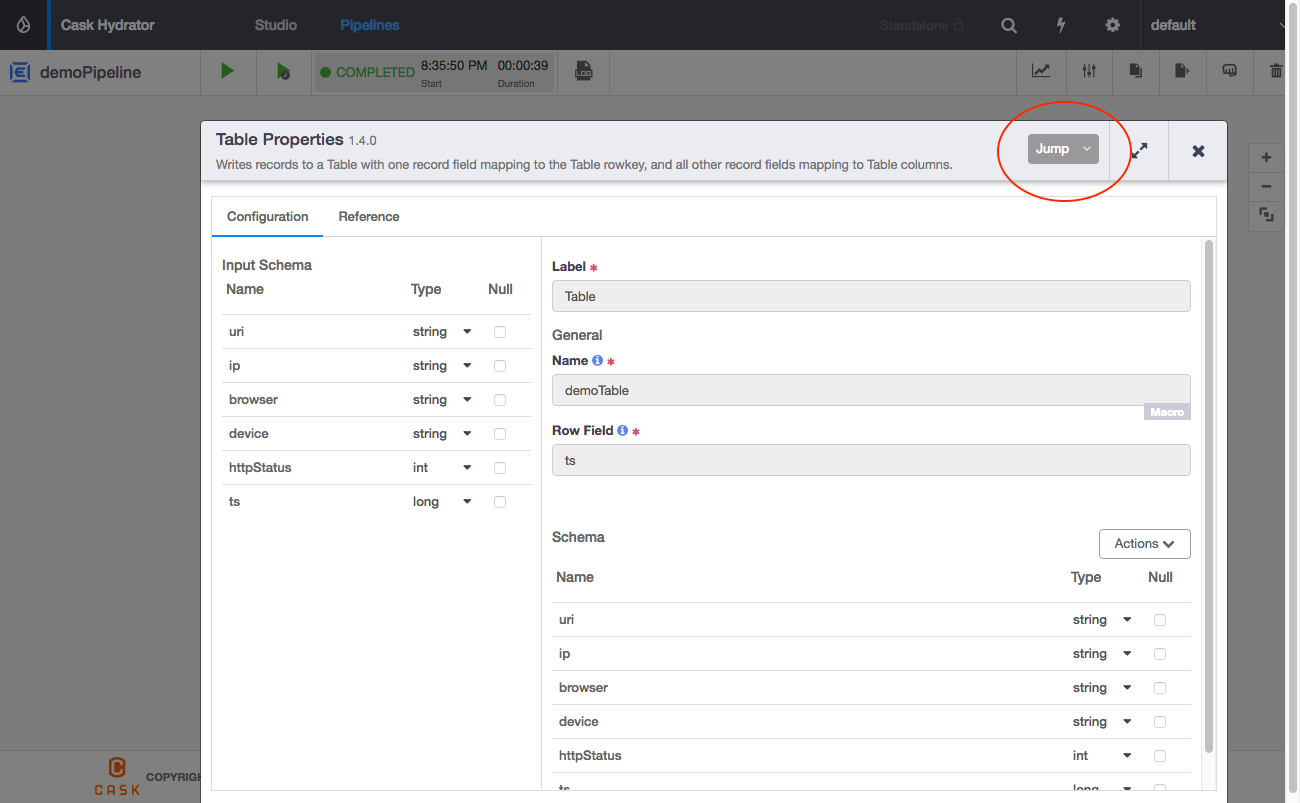 Cask Hydrator Studio Pipelines Standalone default
demoPipeline COMPLETED 8:35:50 PM 00:00:39 LOG
Start Duration
Table Properties 1.4.0 Jump
Writes records to a Table with one record field mapping to the Table rowkey, and all other record fields mapping to Table columns.
Configuration Reference
Input Schema
Name Type Null
uri string
ip string
browser string
device string
httpStatus int
ts long
Label *
Table
General
Name *
demoTable
Macro
Row Field *
ts
Schema Actions
Name Type Null
uri string
ip string
browser string
device string
httpStatus int
ts long
CASK
COPYRIGH